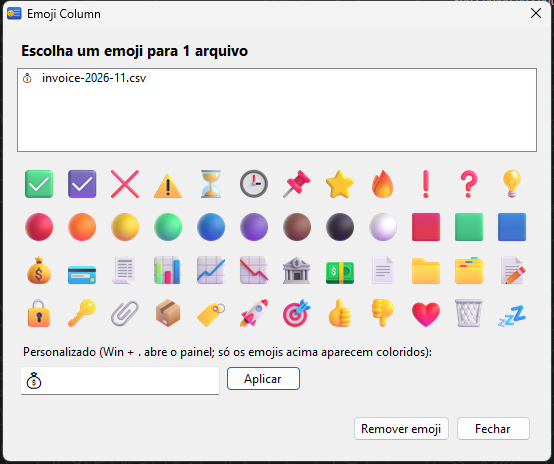 Emoji Column
Escolha um emoji para 1 arquivo
invoice-2026-11.csv
Personalizado (Win + . abre o painel; só os emojis acima aparecem coloridos):
Aplicar
Remover emoji
Fechar